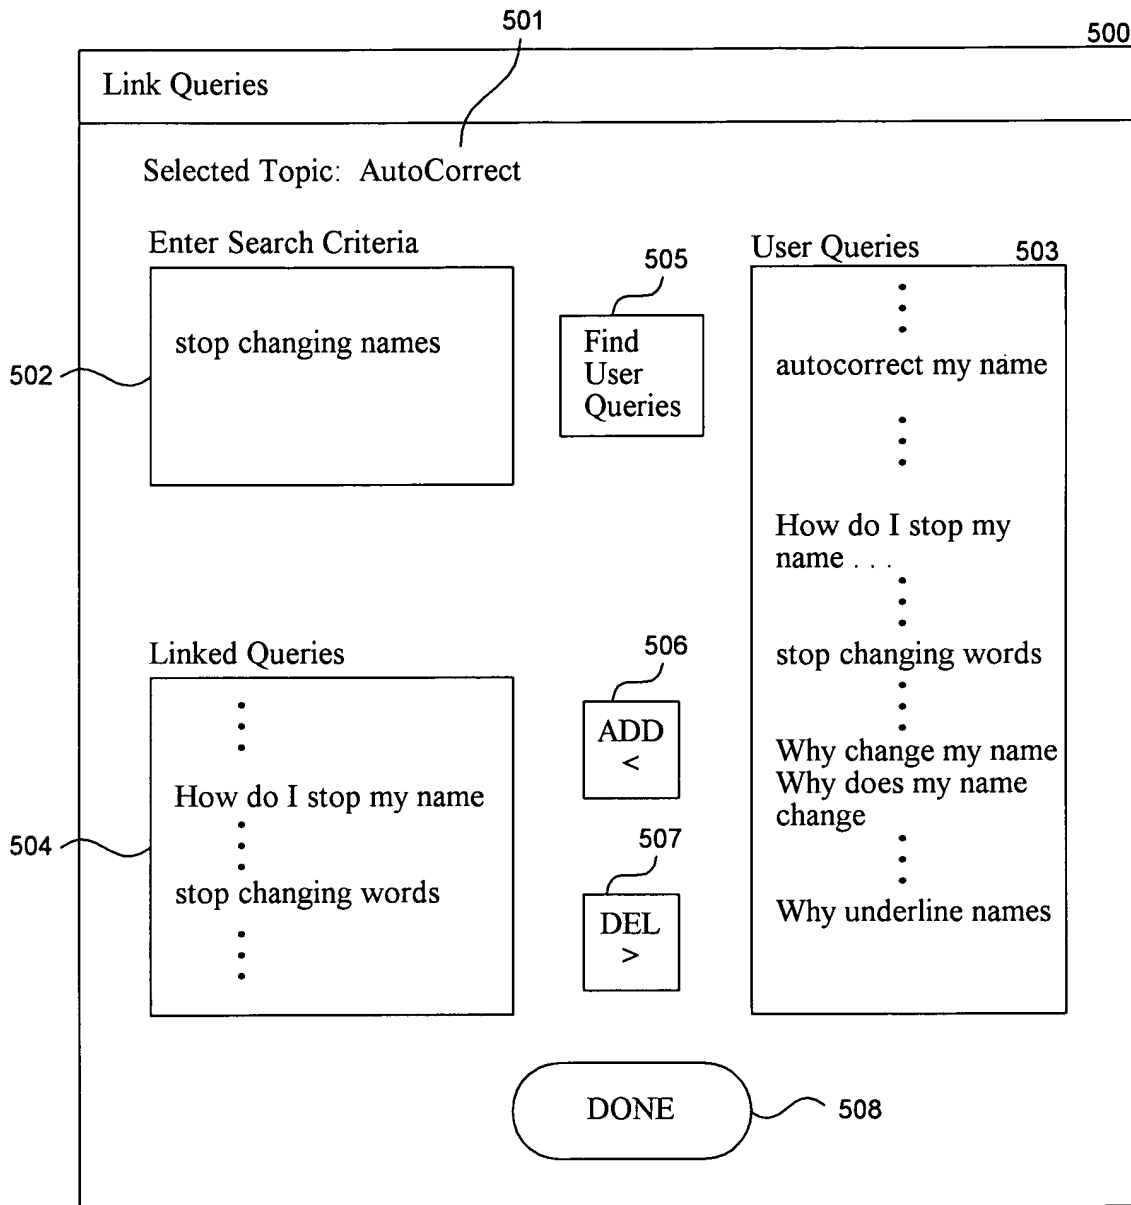 501
500
Link Queries
Selected Topic: AutoCorrect
Enter Search Criteria
505
User Queries
503
stop changing names
Find
User
Queries
502
autocorrect my name
How do I stop my
name . . .
Linked Queries
506
stop changing words
ADD
<
Why change my name
Why does my name
change
How do I stop my name
504
507
stop changing words
DEL
>
Why underline names
DONE
508